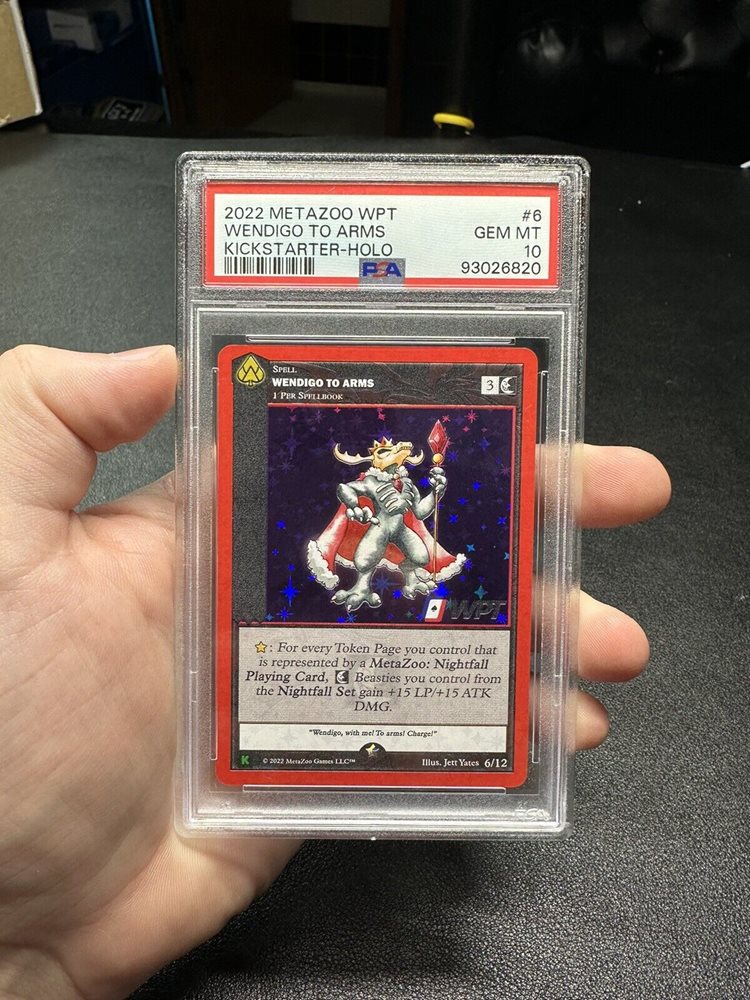 2022 METAZOO WPT #6
WENDIGO TO ARMS GEM MT
KICKSTARTER-HOLO 10
PSA 93026820
SPELL
WENDIGO TO ARMS 3
1 PER SPELLBOOK
WPT
: For every Token Page you control that
is represented by a MetaZoo: Nightfall
Playing Card, Beasties you control from
the Nightfall Set gain +15 LP/+15 ATK
DMG.
"Wendigo, with me! To arms! Charge!"
K © 2022 MetaZoo Games LLC™ Illus. Jett Yates 6/12